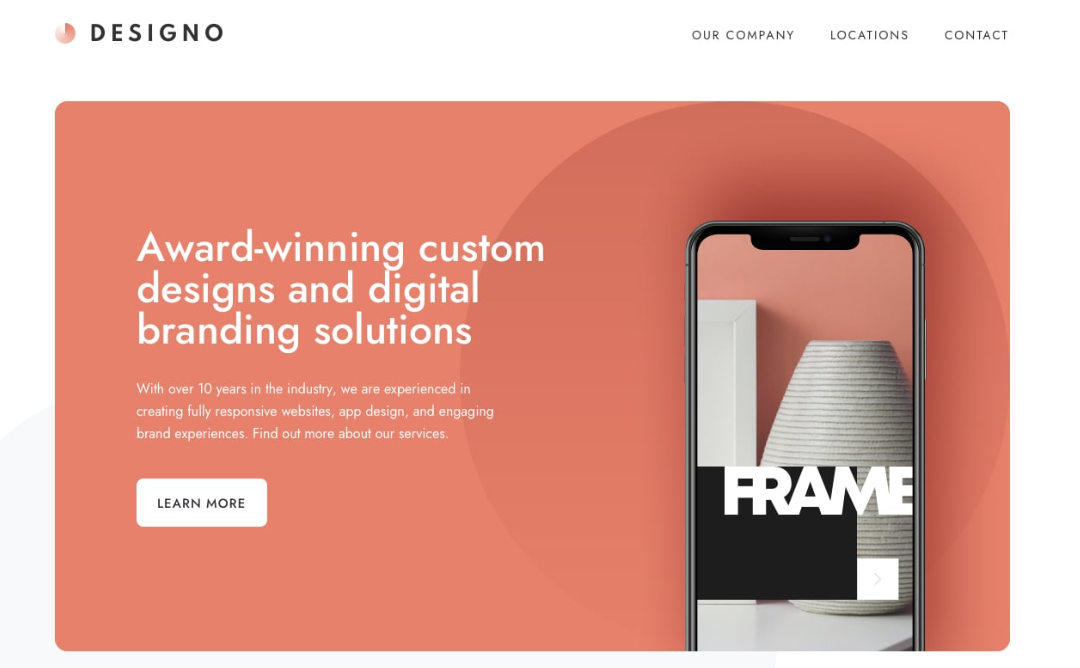 DESIGNO
OUR COMPANY
LOCATIONS
CONTACT
Award-winning custom
designs and digital
branding solutions
With over 10 years in the industry, we are experienced in
creating fully responsive websites, app design, and engaging
brand experiences. Find out more about our services.
LEARN MORE
FRAME